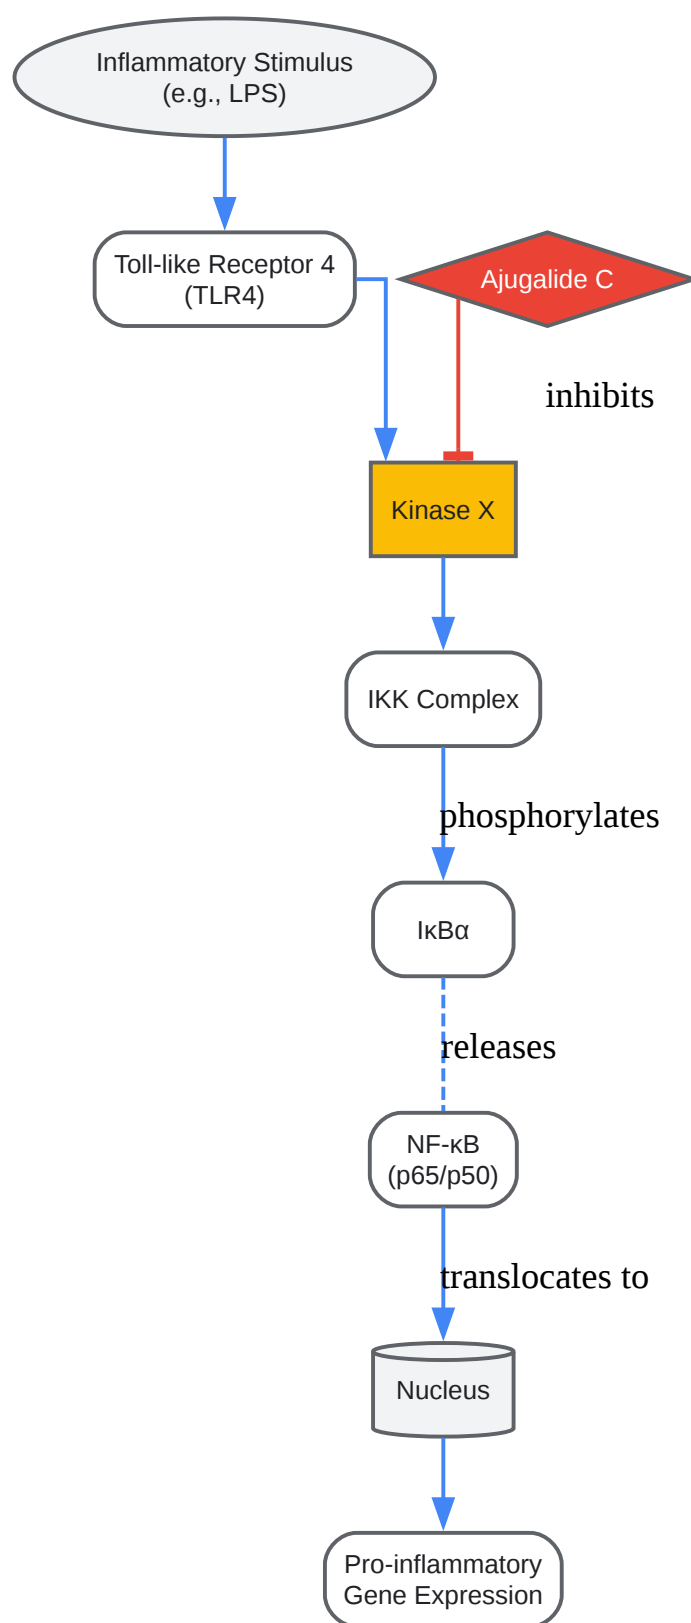 Inflammatory Stimulus
(e.g., LPS)
Toll-like Receptor 4
(TLR4)
Ajugalide C
inhibits
Kinase X
IKK Complex
phosphorylates
IκBα
releases
NF-κB
(p65/p50)
translocates to
Nucleus
Pro-inflammatory
Gene Expression